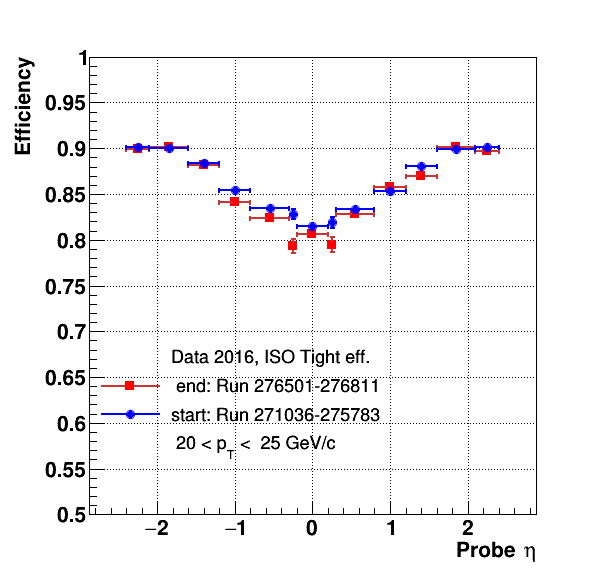 Efficiency
1
0.95
0.9
0.85
0.8
0.75
0.7
0.65
0.6
0.55
0.5
Data 2016, ISO Tight eff.
end: Run 276501-276811
start: Run 271036-275783
20 < p_T < 25 GeV/c
−2 −1 0 1 2
Probe η